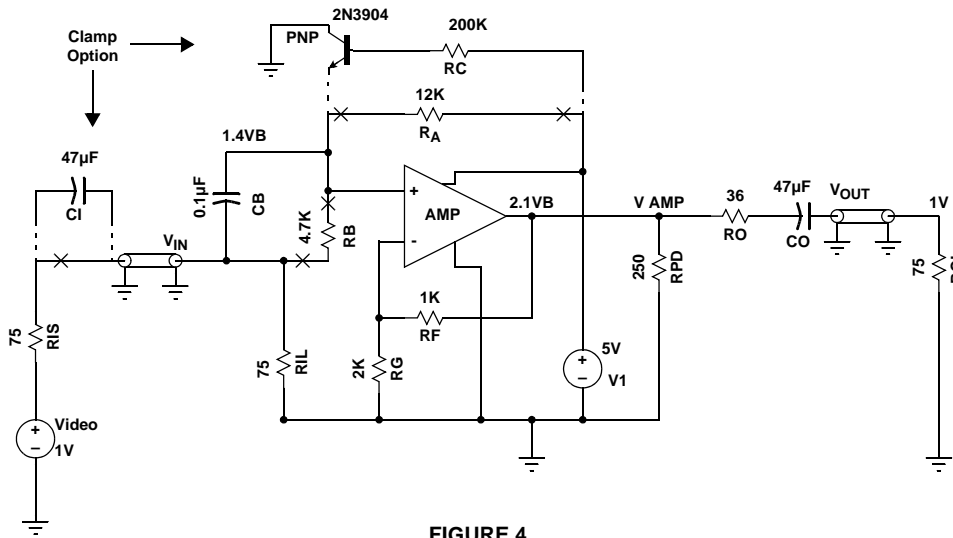 2N3904
Clamp
Option
PNP
200K
RC
12K
RA
1.4VB
47µF
CI
0.1µF
CB
4.7K
RB
+
AMP
-
2.1VB
V AMP
36
RO
47µF
CO
VOUT
1V
VIN
250
RPD
75
1K
RF
75
RIS
75
RIL
2K
RG
+
−
5V
V1
+
−
Video
1V
FIGURE 4